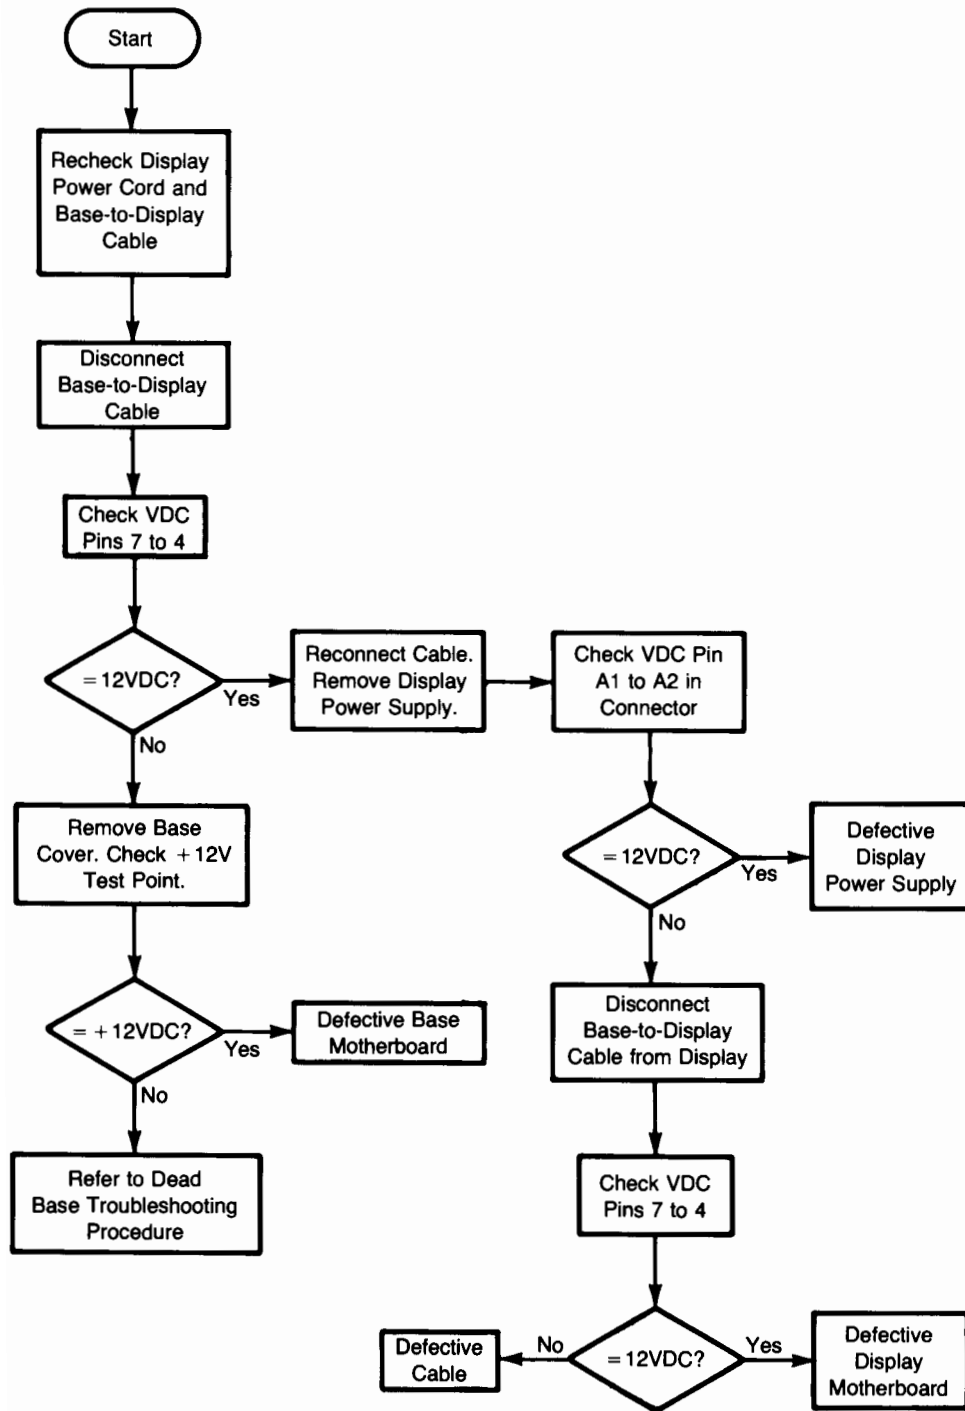 Start
Recheck Display
Power Cord and
Base-to-Display
Cable
Disconnect
Base-to-Display
Cable
Check VDC
Pins 7 to 4
= 12VDC?
Yes
No
Reconnect Cable.
Remove Display
Power Supply.
Check VDC Pin
A1 to A2 in
Connector
Remove Base
Cover. Check +12V
Test Point.
= 12VDC?
Yes
No
Defective
Display
Power Supply
= +12VDC?
Yes
No
Defective Base
Motherboard
Disconnect
Base-to-Display
Cable from Display
Refer to Dead
Base Troubleshooting
Procedure
Check VDC
Pins 7 to 4
= 12VDC?
No
Yes
Defective
Cable
Defective
Display
Motherboard